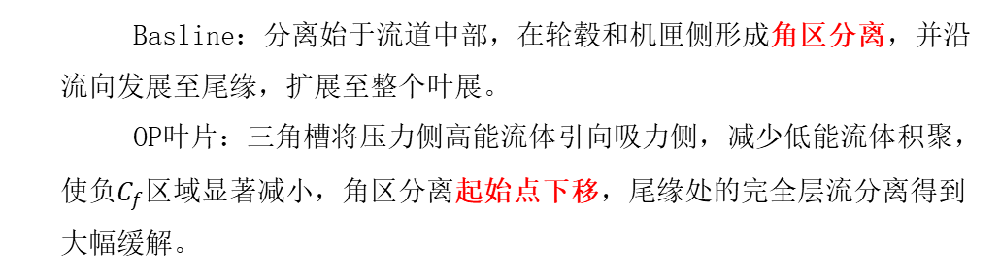 Basline：分离始于流道中部，在轮毂和机匣侧形成角区分离，并沿
流向发展至尾缘，扩展至整个叶展。
OP叶片：三角槽将压力侧高能流体引向吸力侧，减少低能流体积聚，
使负C_f区域显著减小，角区分离起始点下移，尾缘处的完全层流分离得到
大幅缓解。